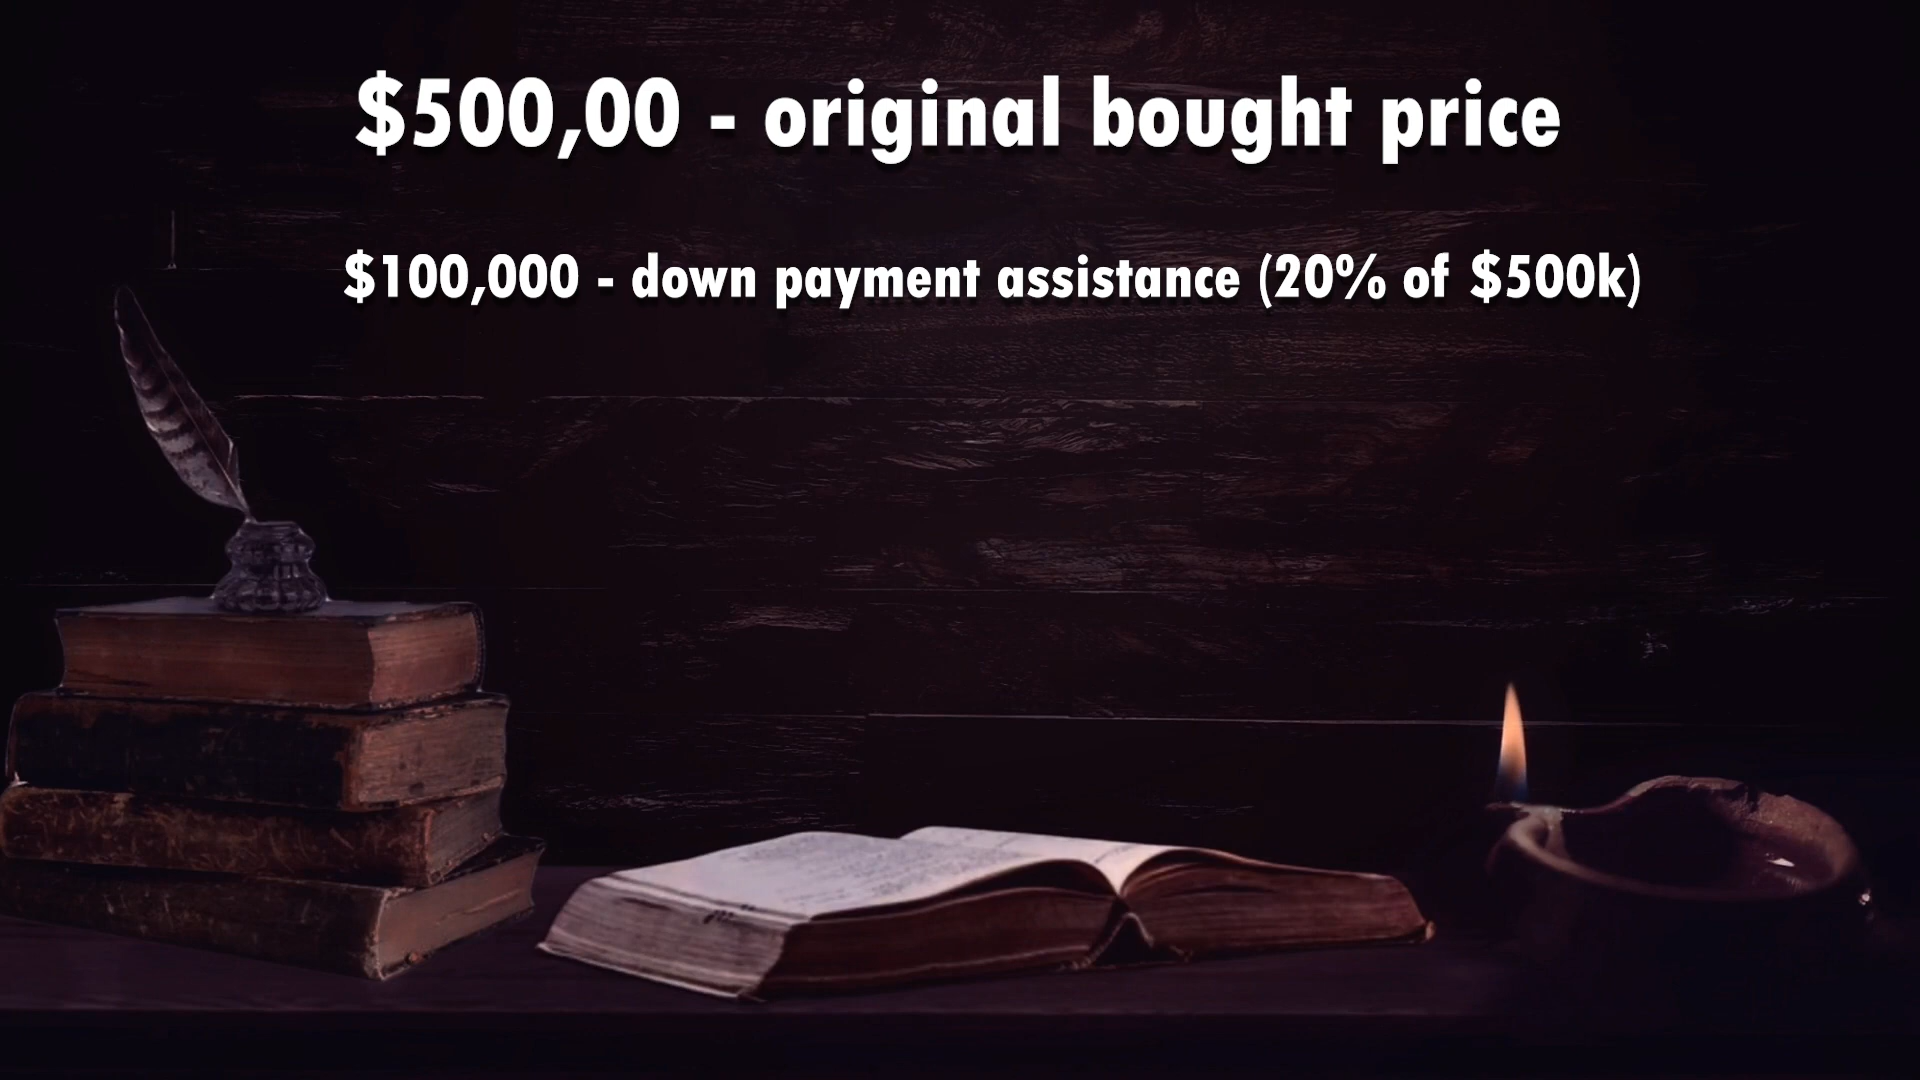 $500,00 - original bought price
$100,000 - down payment assistance (20% of $500k)